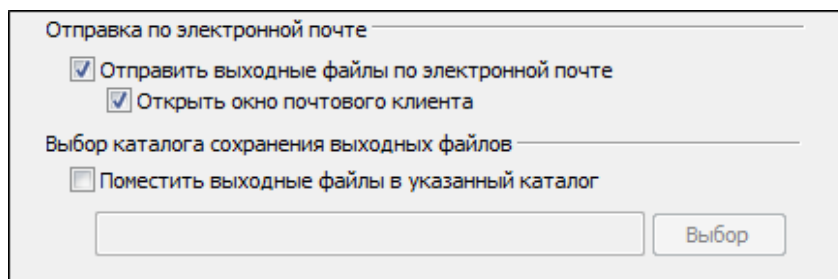 Отправка по электронной почте
Отправить выходные файлы по электронной почте
Открыть окно почтового клиента
Выбор каталога сохранения выходных файлов
Поместить выходные файлы в указанный каталог
Выбор